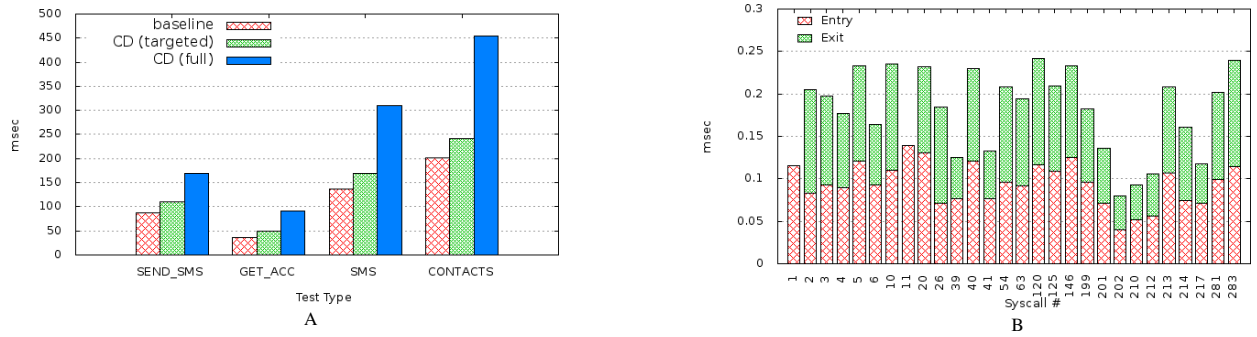 500
450
400
350
300
250
200
150
100
50
0
msec
baseline
CD (targeted)
CD (full)
SEND_SMS GET_ACC SMS CONTACTS
Test Type
A
0.3
0.25
0.2
0.15
0.1
0.05
0
msec
Entry
Exit
1 2 3 4 5 6 10 11 20 26 39 40 41 54 63 120 125 146 199 201 202 210 212 213 214 217 281 283
Syscall #
B